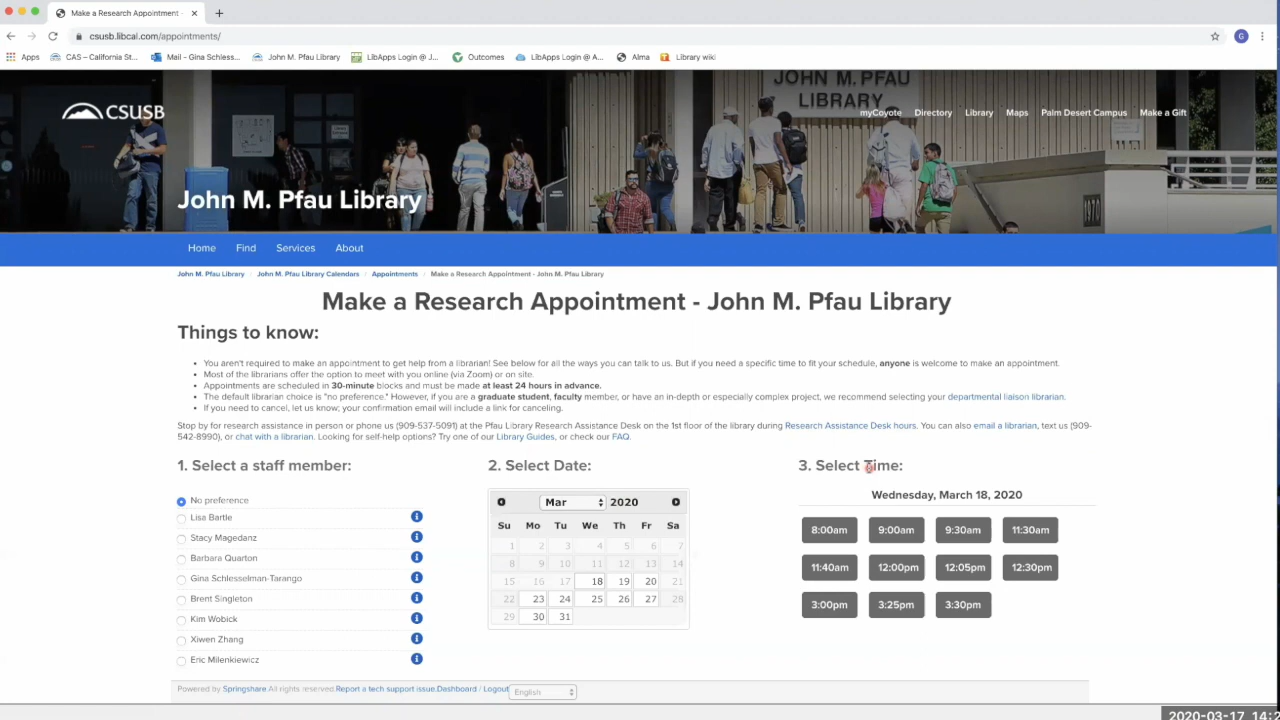 Make a Research Appointment -
csusb.libcal.com/appointments/
G
Apps CAS – California St... Mail - Gina Schless... John M. Pfau Library LibApps Login @ J... Outcomes LibApps Login @ A... Alma Library wiki
JOHN M. PFAU
LIBRARY
CSUSB
myCoyote Directory Library Maps Palm Desert Campus Make a Gift
John M. Pfau Library
Home Find Services About
John M. Pfau Library / John M. Pfau Library Calendars / Appointments / Make a Research Appointment - John M. Pfau Library
Make a Research Appointment - John M. Pfau Library
Things to know:
• You aren't required to make an appointment to get help from a librarian! See below for all the ways you can talk to us. But if you need a specific time to fit your schedule, anyone is welcome to make an appointment.
• Most of the librarians offer the option to meet with you online (via Zoom) or on site.
• Appointments are scheduled in 30-minute blocks and must be made at least 24 hours in advance.
• The default librarian choice is "no preference." However, if you are a graduate student, faculty member, or have an in-depth or especially complex project, we recommend selecting your departmental liaison librarian.
• If you need to cancel, let us know; your confirmation email will include a link for canceling.
Stop by for research assistance in person or phone us (909-537-5091) at the Pfau Library Research Assistance Desk on the 1st floor of the library during Research Assistance Desk hours. You can also email a librarian, text us (909-
542-8990), or chat with a librarian. Looking for self-help options? Try one of our Library Guides, or check our FAQ.
1. Select a staff member:
No preference
Lisa Bartle
Stacy Magedanz
Barbara Quarton
Gina Schlesselman-Tarango
Brent Singleton
Kim Wobick
Xiwen Zhang
Eric Milenkiewicz
2. Select Date:
Mar 2020
Su Mo Tu We Th Fr Sa
1 2 3 4 5 6 7
8 9 10 11 12 13 14
15 16 17 18 19 20 21
22 23 24 25 26 27 28
29 30 31
3. Select Time:
Wednesday, March 18, 2020
8:00am 9:00am 9:30am 11:30am
11:40am 12:00pm 12:05pm 12:30pm
3:00pm 3:25pm 3:30pm
Powered by Springshare. All rights reserved. Report a tech support issue. Dashboard / Logout English
2020-03-17 14: